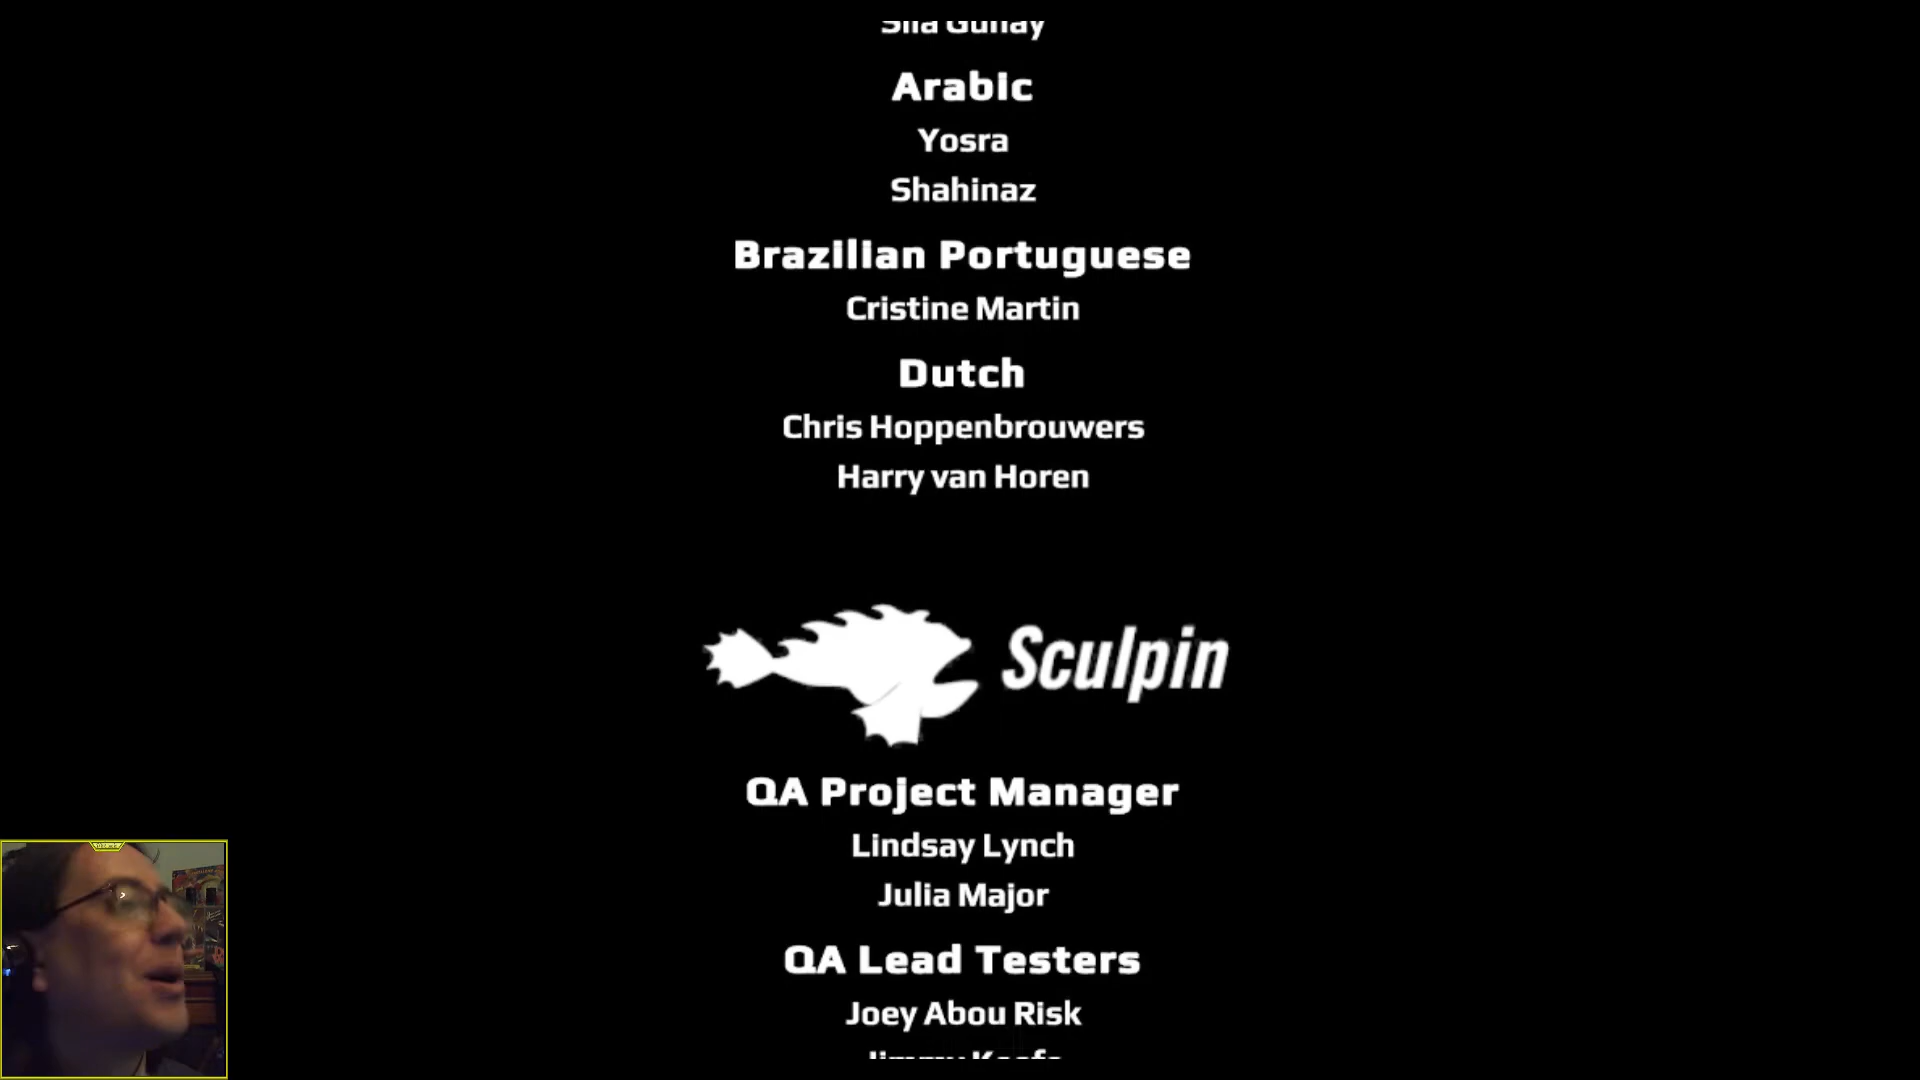 Arabic
Yosra
Shahinaz
Brazilian Portuguese
Cristine Martin
Dutch
Chris Hoppenbrouwers
Harry van Horen
Sculpin
QA Project Manager
Lindsay Lynch
Julia Major
QA Lead Testers
Joey Abou Risk